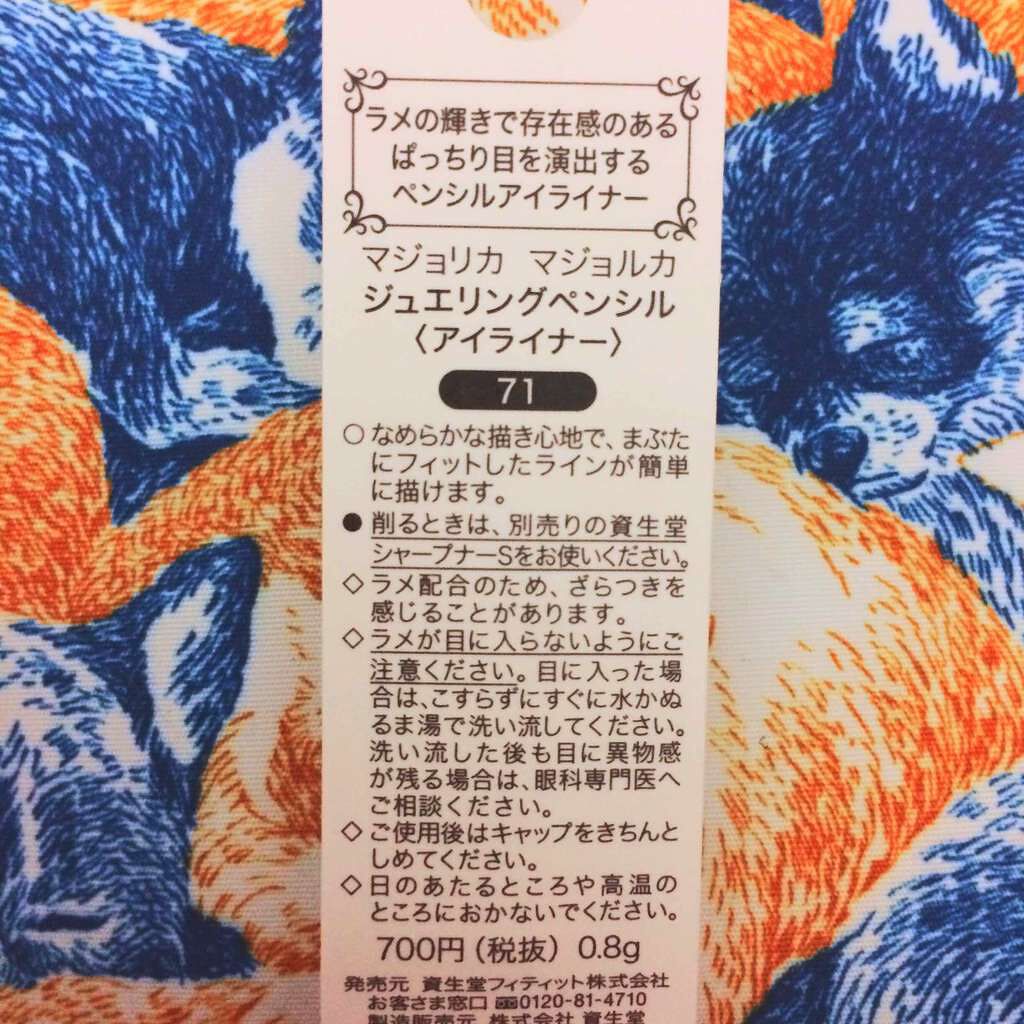 ラメの輝きで存在感のある
ぱっちり目を演出する
ペンシルアイライナー
マジョリカ マジョルカ
ジュエリングペンシル
〈アイライナー〉
71
○なめらかな描き心地で、まぶた
にフィットしたラインが簡単
に描けます。
●削るときは、別売りの資生堂
シャープナーSをお使いください。
◇ラメ配合のため、ざらつきを
感じることがあります。
◇ラメが目に入らないようにご
注意ください。目に入った場
合は、こすらずにすぐに水かぬ
るま湯で洗い流してください。
洗い流した後も目に異物感
が残る場合は、眼科専門医へ
ご相談ください。
◇ご使用後はキャップをきちんと
しめてください。
◇日のあたるところや高温の
ところにおかないでください。
700円(税抜) 0.8g
発売元 資生堂フィティット株式会社
お客さま窓口 0120-81-4710
製造販売元 株式会社 資生堂